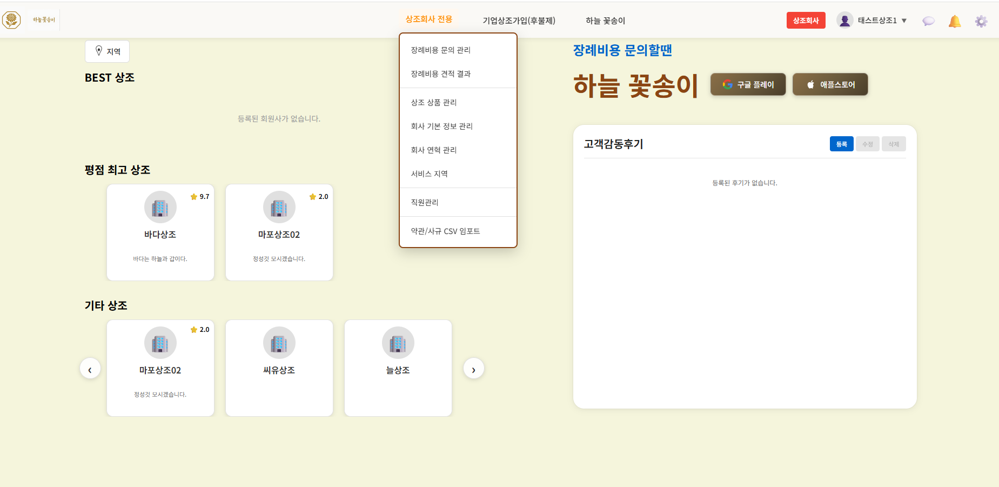 하늘꽃송이
상조회사 전용
기업상조가입(후불제)
하늘 꽃송이
상조회사
태스트상조1 ▼
장례비용 문의 관리
장례비용 견적 결과
상조 상품 관리
회사 기본 정보 관리
회사 연혁 관리
서비스 지역
직원관리
약관/사규 CSV 임포트
지역
BEST 상조
등록된 회원사가 없습니다.
평점 최고 상조
9.7
바다상조
바다는 하늘과 갑이다.
2.0
마포상조02
정성것 모시겠습니다.
기타 상조
‹
2.0
마포상조02
정성것 모시겠습니다.
씨유상조
늘상조
›
장례비용 문의할땐
하늘 꽃송이
구글 플레이
애플스토어
고객감동후기
등록
수정
삭제
등록된 후기가 없습니다.